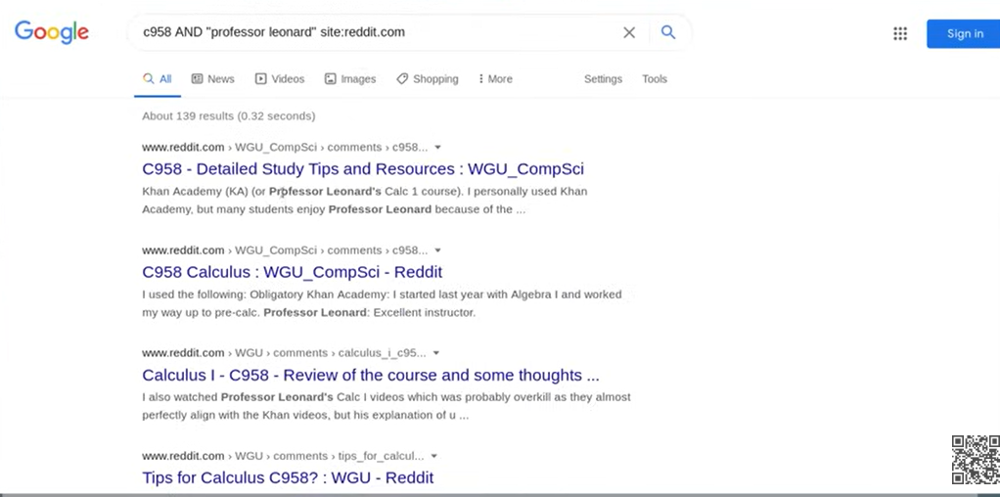 Google
c958 AND "professor leonard" site:reddit.com
Sign in
All News Videos Images Shopping More Settings Tools
About 139 results (0.32 seconds)
www.reddit.com › WGU_CompSci › comments › c958...
C958 - Detailed Study Tips and Resources : WGU_CompSci
Khan Academy (KA) (or Professor Leonard's Calc 1 course). I personally used Khan
Academy, but many students enjoy Professor Leonard because of the ...
www.reddit.com › WGU_CompSci › comments › c958...
C958 Calculus : WGU_CompSci - Reddit
I used the following: Obligatory Khan Academy: I started last year with Algebra I and worked
my way up to pre-calc. Professor Leonard: Excellent instructor.
www.reddit.com › WGU › comments › calculus_i_c95...
Calculus I - C958 - Review of the course and some thoughts ...
I also watched Professor Leonard's Calc I videos which was probably overkill as they almost
perfectly align with the Khan videos, but his explanation of u ...
www.reddit.com › WGU › comments › tips_for_calcul...
Tips for Calculus C958? : WGU - Reddit